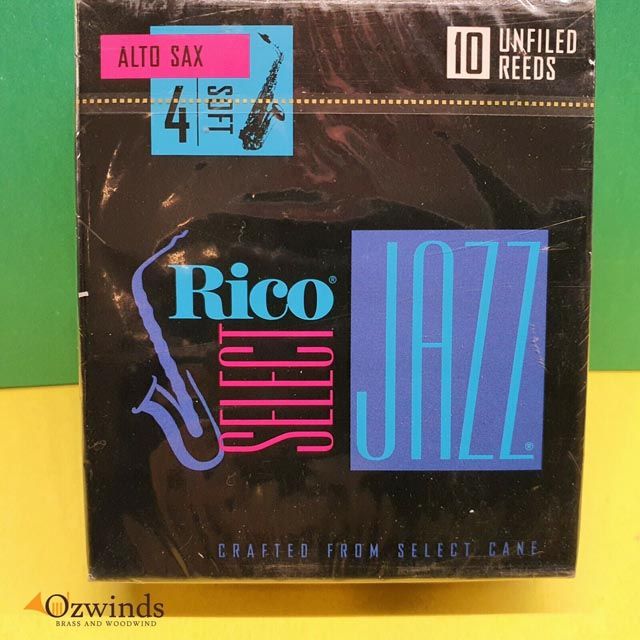 ALTO SAX
4 SOFT
10 UNFILED
REEDS
Rico®
SELECT
JAZZ®
CRAFTED FROM SELECT CANE
Ozwinds
BRASS AND WOODWIND